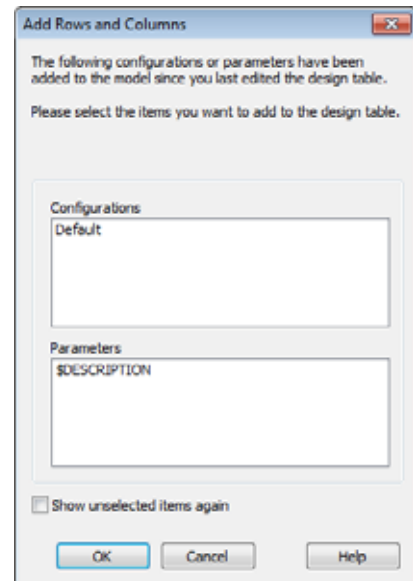 Add Rows and Columns
The following configurations or parameters have been
added to the model since you last edited the design table.
Please select the items you want to add to the design table.
Configurations
Default
Parameters
$DESCRIPTION
Show unselected items again
OK
Cancel
Help